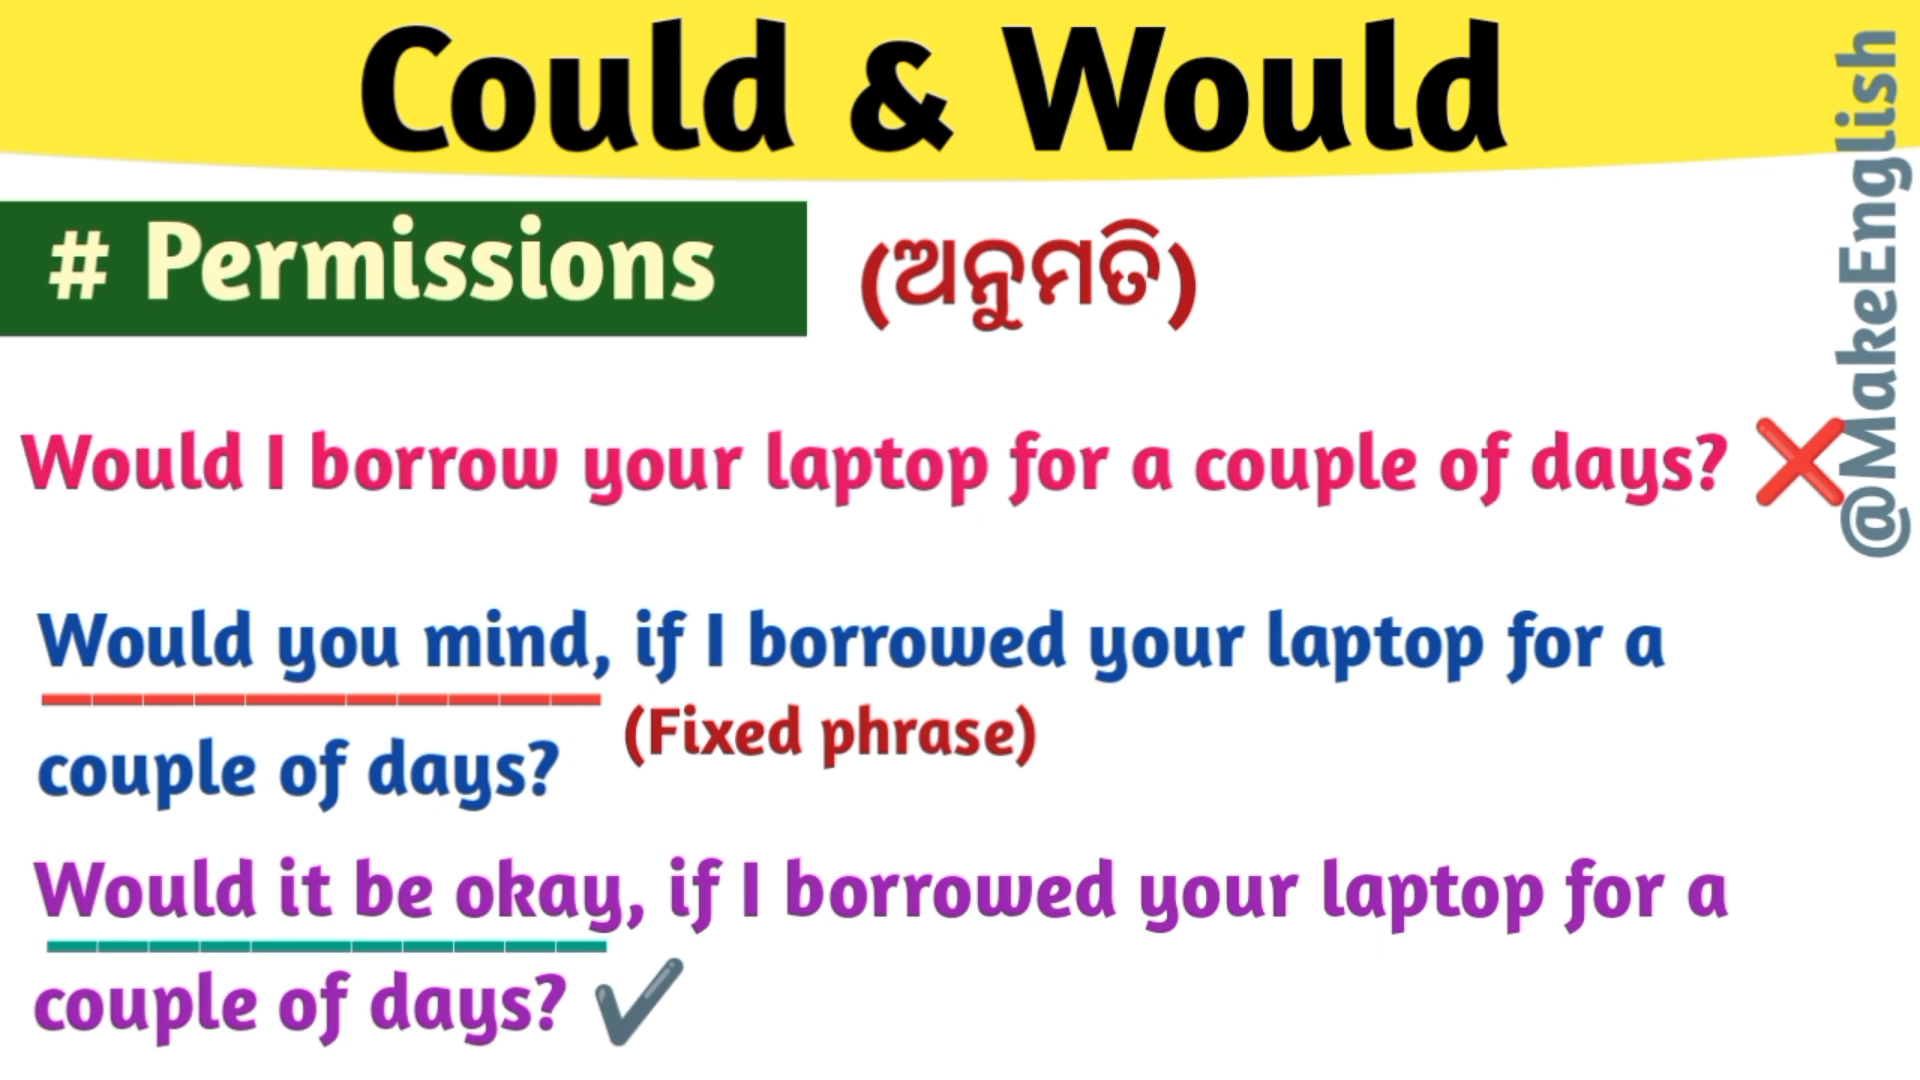 Could & Would
# Permissions (ଅନୁମତି)
Would I borrow your laptop for a couple of days? ❌
Would you mind, if I borrowed your laptop for a
(Fixed phrase)
couple of days?
Would it be okay, if I borrowed your laptop for a
couple of days? ✔
@MakeEnglish